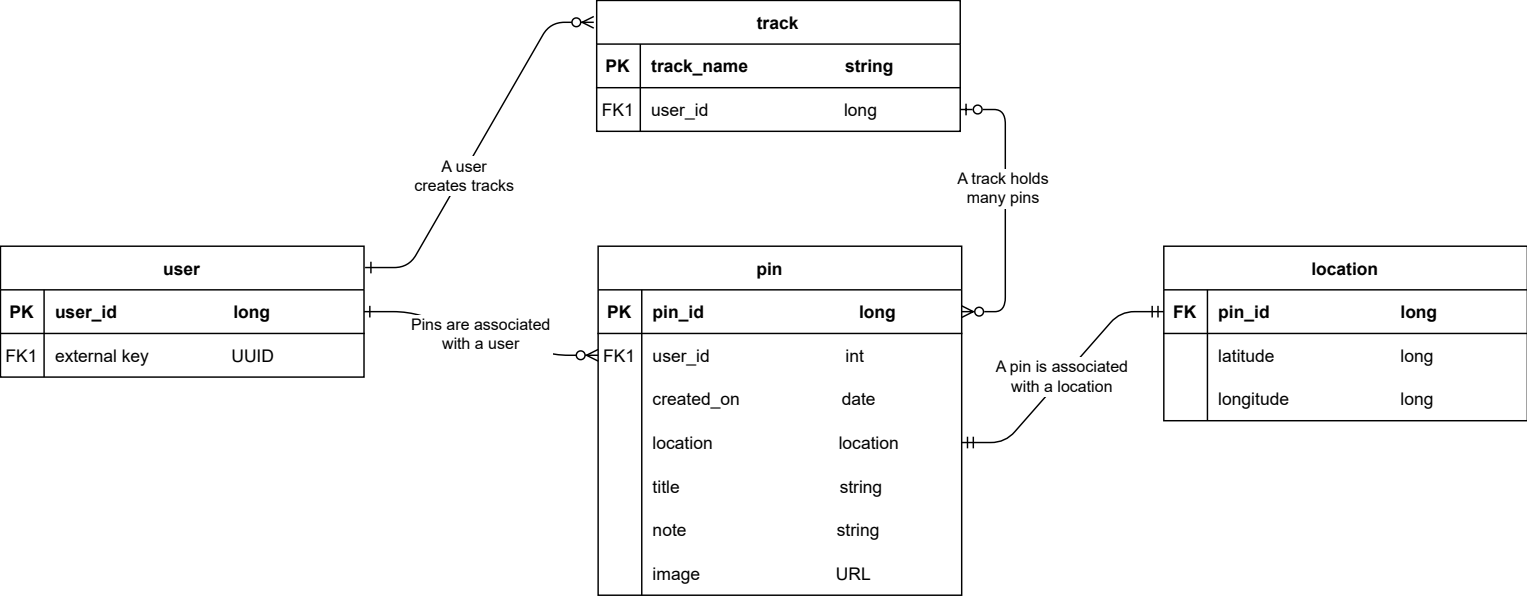 track
PK track_name string
FK1 user_id long
A user
creates tracks
A track holds
many pins
user
PK user_id long
FK1 external key UUID
Pins are associated
with a user
pin
PK pin_id long
FK1 user_id int
created_on date
location location
title string
note string
image URL
A pin is associated
with a location
location
FK pin_id long
latitude long
longitude long